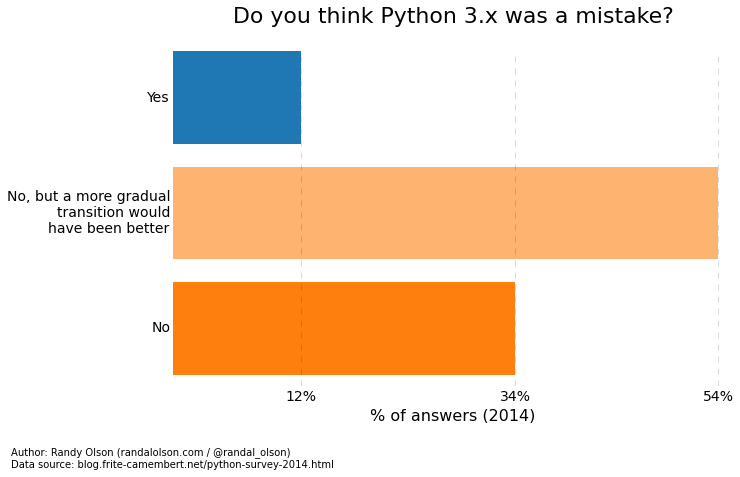 Do you think Python 3.x was a mistake?
Yes
No, but a more gradual
transition would
have been better
No
12%
34%
54%
% of answers (2014)
Author: Randy Olson (randalolson.com / @randal_olson)
Data source: blog.frite-camembert.net/python-survey-2014.html